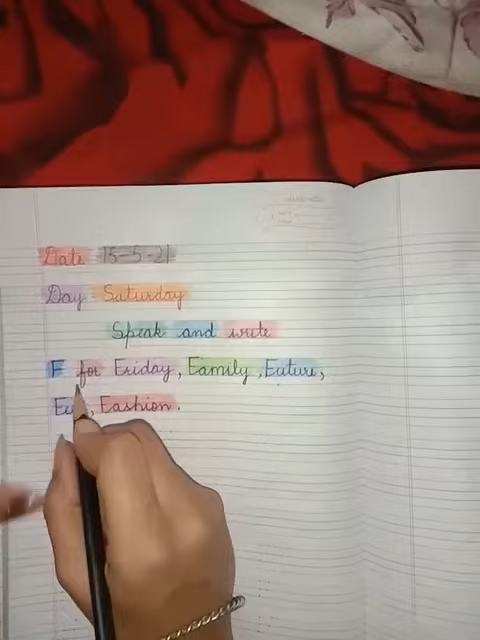 Date 15-5-21
Day Saturday
Speak and write
F for Friday, Family, Future,
, Fashion.